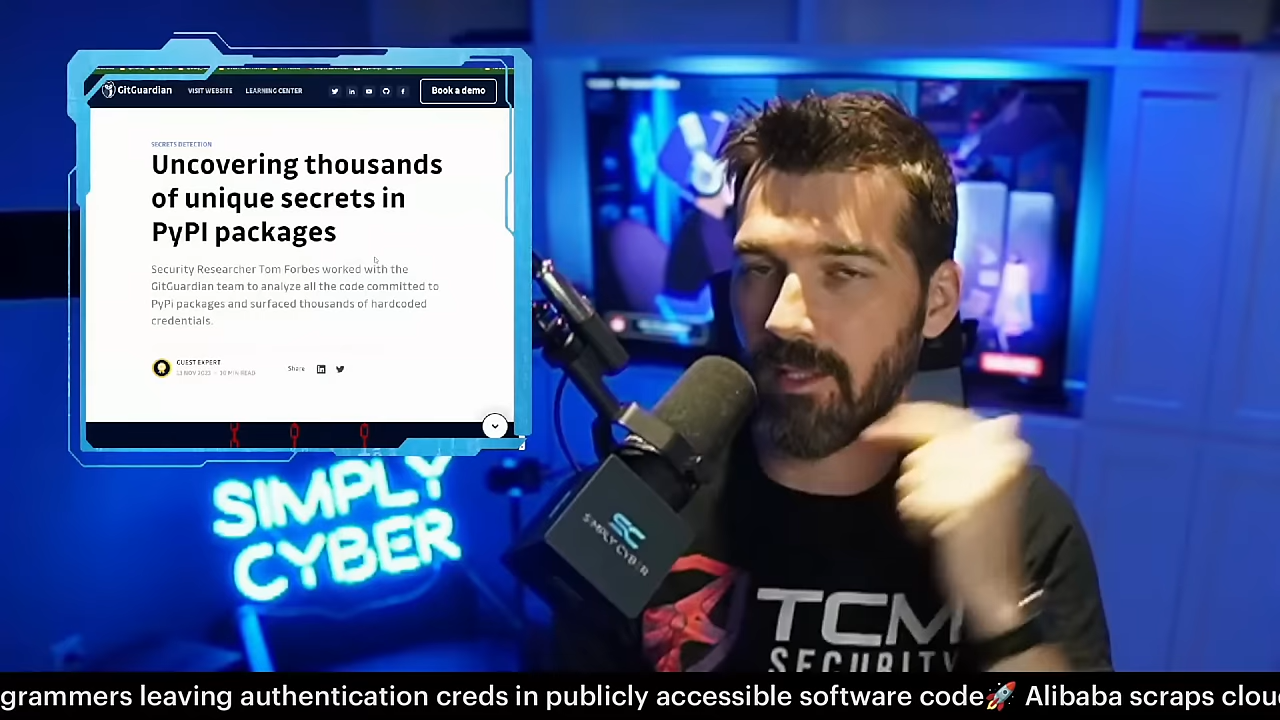 GitGuardian
VISIT WEBSITE
LEARNING CENTER
Book a demo
SECRETS DETECTION
Uncovering thousands
of unique secrets in
PyPI packages
Security Researcher Tom Forbes worked with the
GitGuardian team to analyze all the code committed to
PyPi packages and surfaced thousands of hardcoded
credentials.
GUEST EXPERT
Share
SIMPLY
CYBER
SC
SIMPLY CYBER
TCM
SECURITY
grammers leaving authentication creds in publicly accessible software code🚀 Alibaba scraps clou